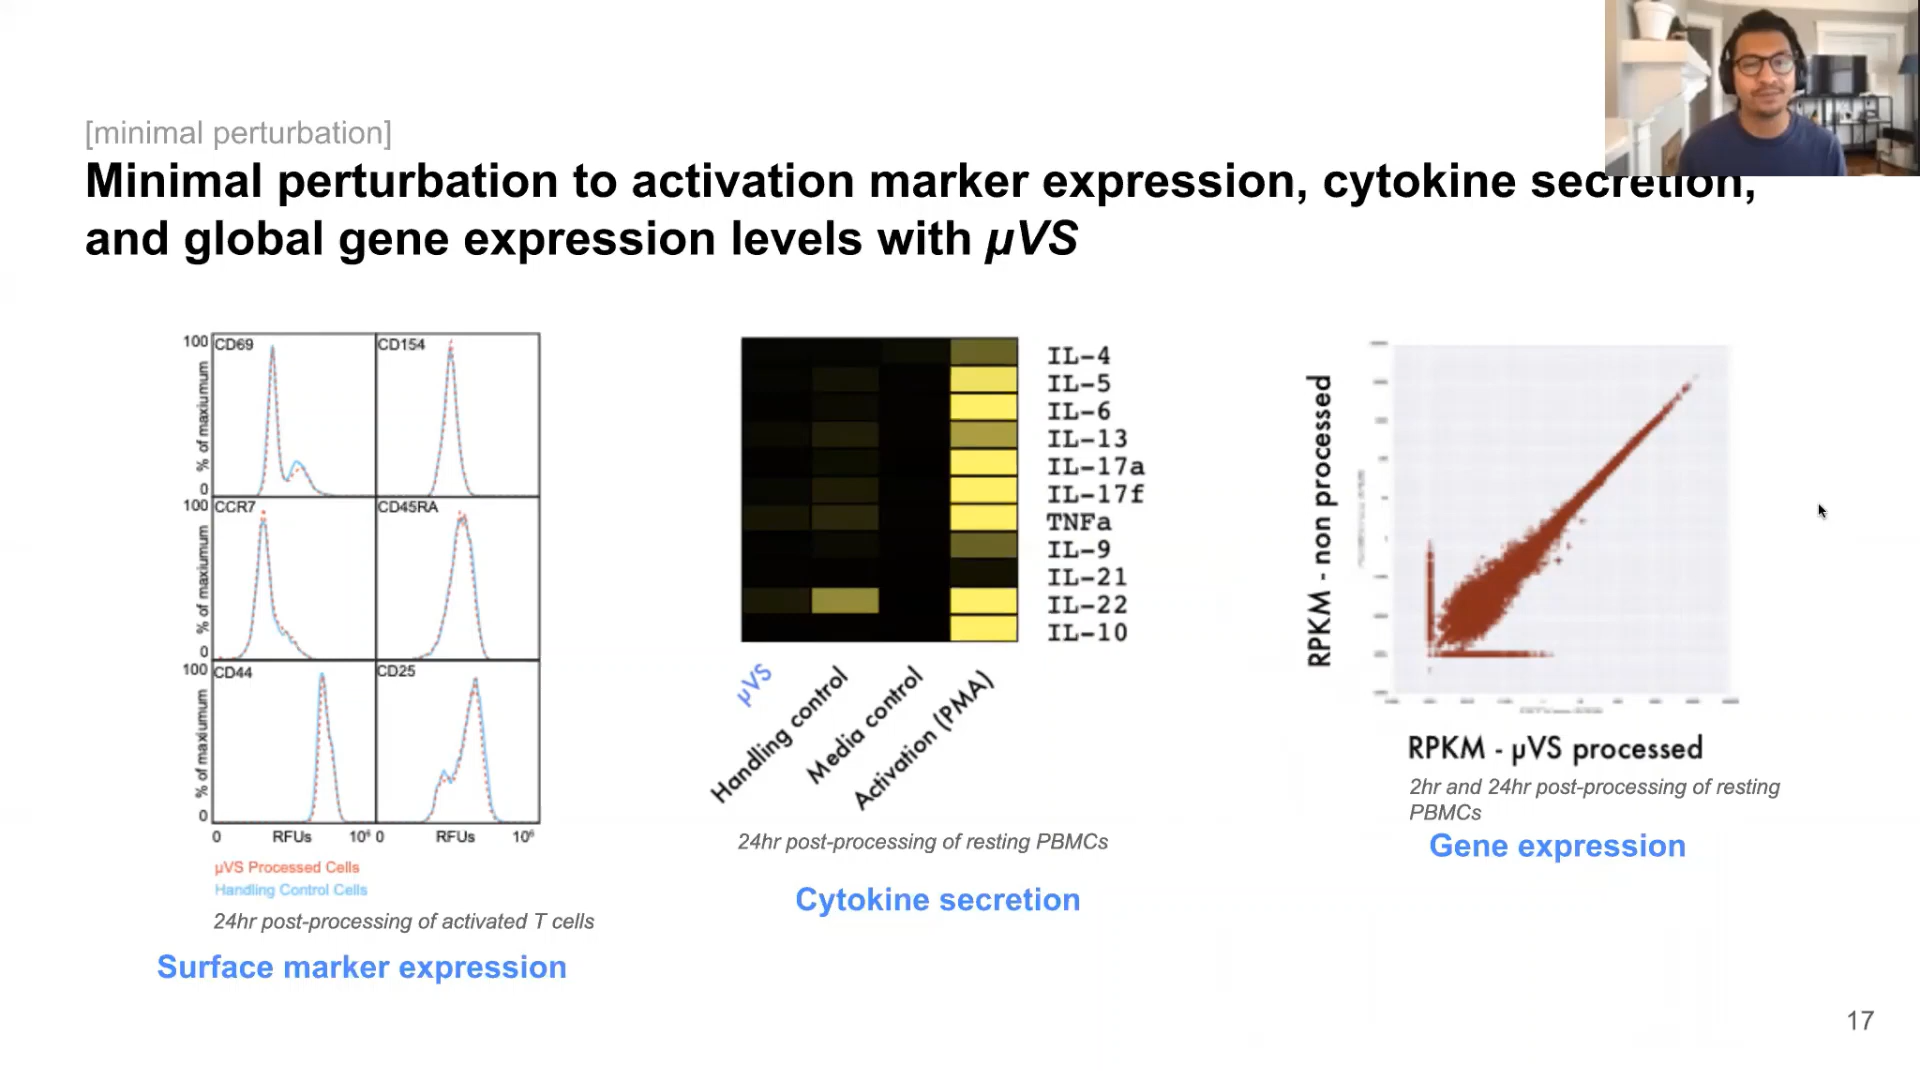 [minimal perturbation]
Minimal perturbation to activation marker expression, cytokine secretion,
and global gene expression levels with µVS
100 CD69 CD154
% of maxiumum
0
100 CCR7 CD45RA
% of maxiumum
0
100 CD44 CD25
% of maxiumum
0
0 RFUs 10⁶ 0 RFUs 10⁶
µVS Processed Cells
Handling Control Cells
24hr post-processing of activated T cells
Surface marker expression
IL-4
IL-5
IL-6
IL-13
IL-17a
IL-17f
TNFa
IL-9
IL-21
IL-22
IL-10
µVS
Handling control
Media control
Activation (PMA)
24hr post-processing of resting PBMCs
Cytokine secretion
RPKM - non processed
RPKM - µVS processed
2hr and 24hr post-processing of resting
PBMCs
Gene expression
17